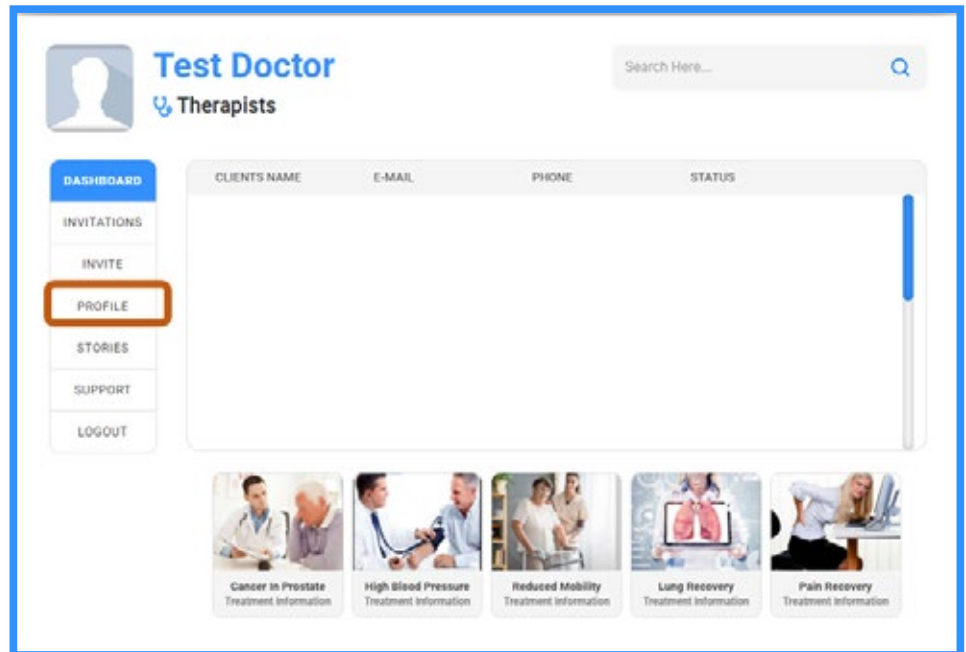 Test Doctor
Therapists
Search Here...
DASHBOARD
INVITATIONS
INVITE
PROFILE
STORIES
SUPPORT
LOGOUT
CLIENTS NAME E-MAIL PHONE STATUS
Cancer In Prostate
Treatment Information
High Blood Pressure
Treatment Information
Reduced Mobility
Treatment Information
Lung Recovery
Treatment Information
Pain Recovery
Treatment Information